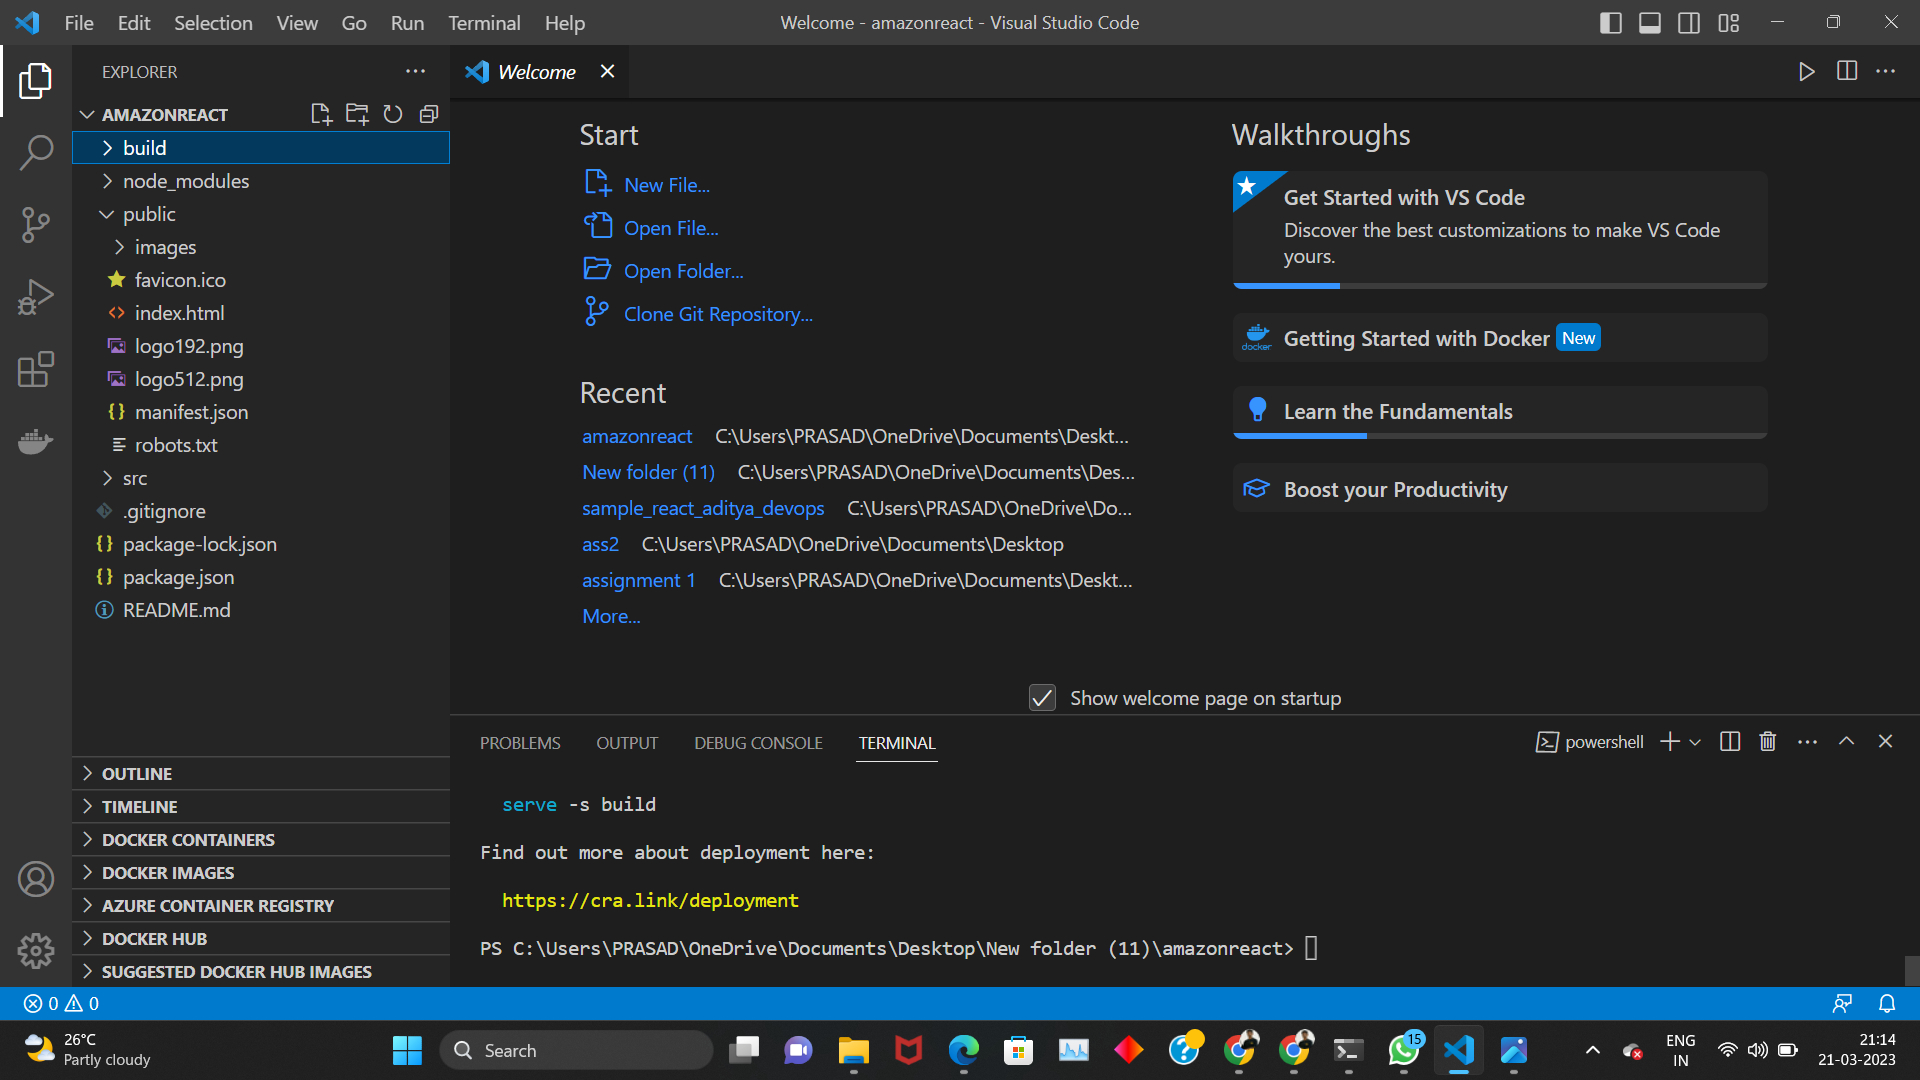 File Edit Selection View Go Run Terminal Help
Welcome - amazonreact - Visual Studio Code
EXPLORER
AMAZONREACT
build
node_modules
public
images
favicon.ico
index.html
logo192.png
logo512.png
manifest.json
robots.txt
src
.gitignore
package-lock.json
package.json
README.md
OUTLINE
TIMELINE
DOCKER CONTAINERS
DOCKER IMAGES
AZURE CONTAINER REGISTRY
DOCKER HUB
SUGGESTED DOCKER HUB IMAGES
Welcome
Start
New File...
Open File...
Open Folder...
Clone Git Repository...
Recent
amazonreact C:\Users\PRASAD\OneDrive\Documents\Deskt...
New folder (11) C:\Users\PRASAD\OneDrive\Documents\Des...
sample_react_aditya_devops C:\Users\PRASAD\OneDrive\Do...
ass2 C:\Users\PRASAD\OneDrive\Documents\Desktop
assignment 1 C:\Users\PRASAD\OneDrive\Documents\Deskt...
More...
Walkthroughs
Get Started with VS Code
Discover the best customizations to make VS Code
yours.
docker
Getting Started with Docker New
Learn the Fundamentals
Boost your Productivity
Show welcome page on startup
PROBLEMS OUTPUT DEBUG CONSOLE TERMINAL
powershell
serve -s build
Find out more about deployment here:
https://cra.link/deployment
PS C:\Users\PRASAD\OneDrive\Documents\Desktop\New folder (11)\amazonreact>
0 0
26°C
Partly cloudy
Search
15
ENG
IN
21:14
21-03-2023